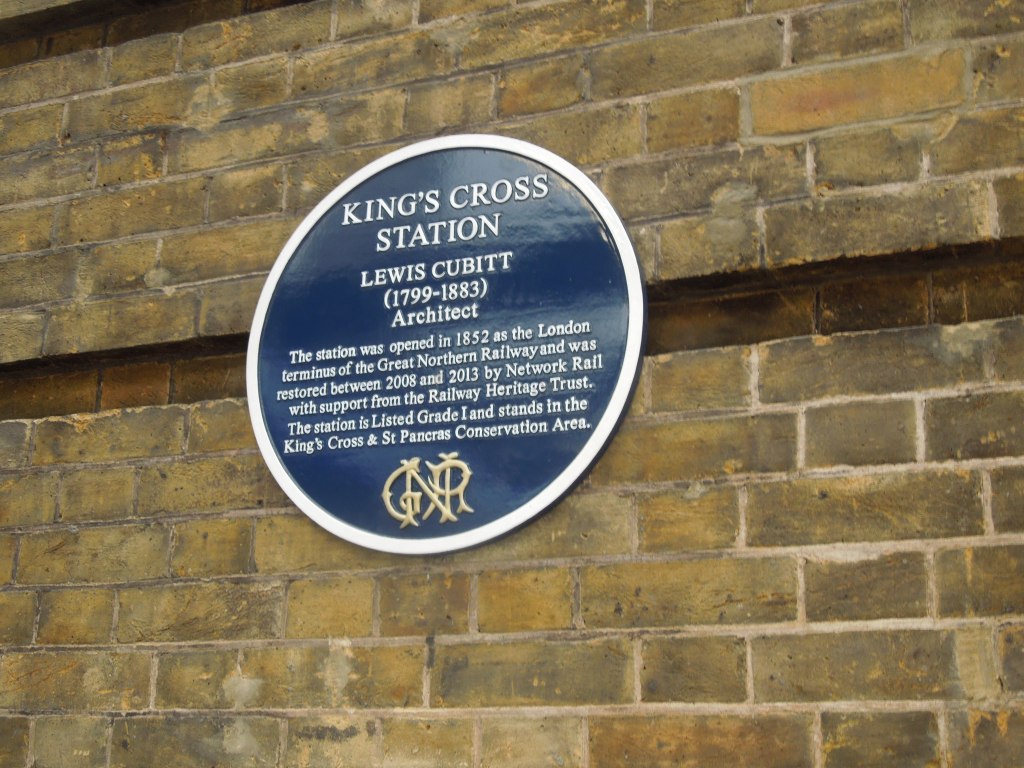 KING'S CROSS
STATION
LEWIS CUBITT
(1799-1883)
Architect
The station was opened in 1852 as the London
terminus of the Great Northern Railway and was
restored between 2008 and 2013 by Network Rail
with support from the Railway Heritage Trust.
The station is Listed Grade I and stands in the
King's Cross & St Pancras Conservation Area.
GNR